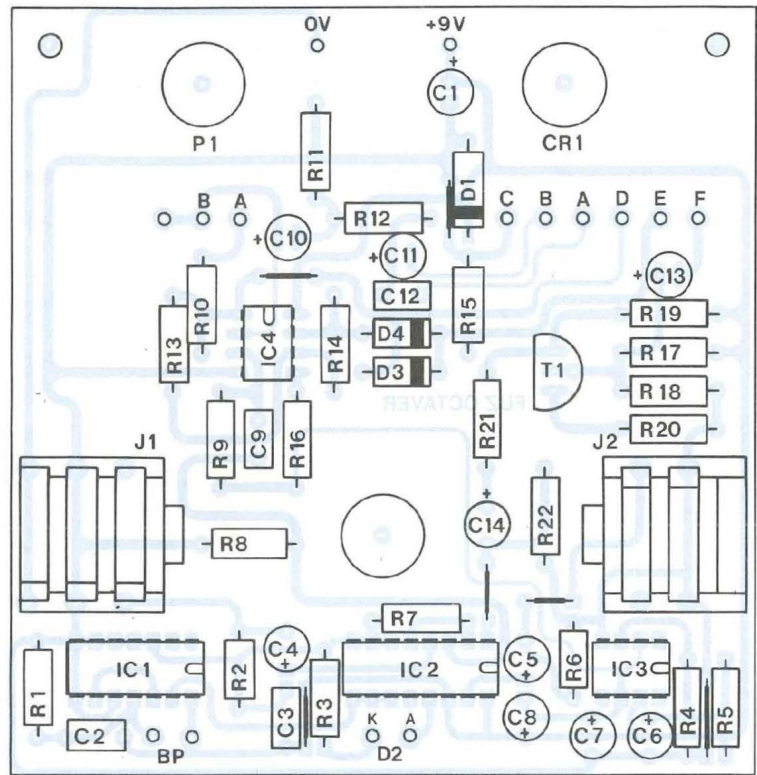 0V +9V
+
C1
P1 CR1
R11 D1
B A C B A D E F
R12
+ C10
+ C11
+ C13
C12
R10 R15 R19
R13 IC4 R14 D4 T1 R17
D3 R18
FUZ OCTAVER
R20
R21
J1 R9 C9 R16 J2
+
C14 R22
R8
R7
C4 +
IC1 R2 IC2 C5 + R6 IC3
R1 C3 R3 R4 R5
K A C8 + + C7 + C6
C2
BP D2